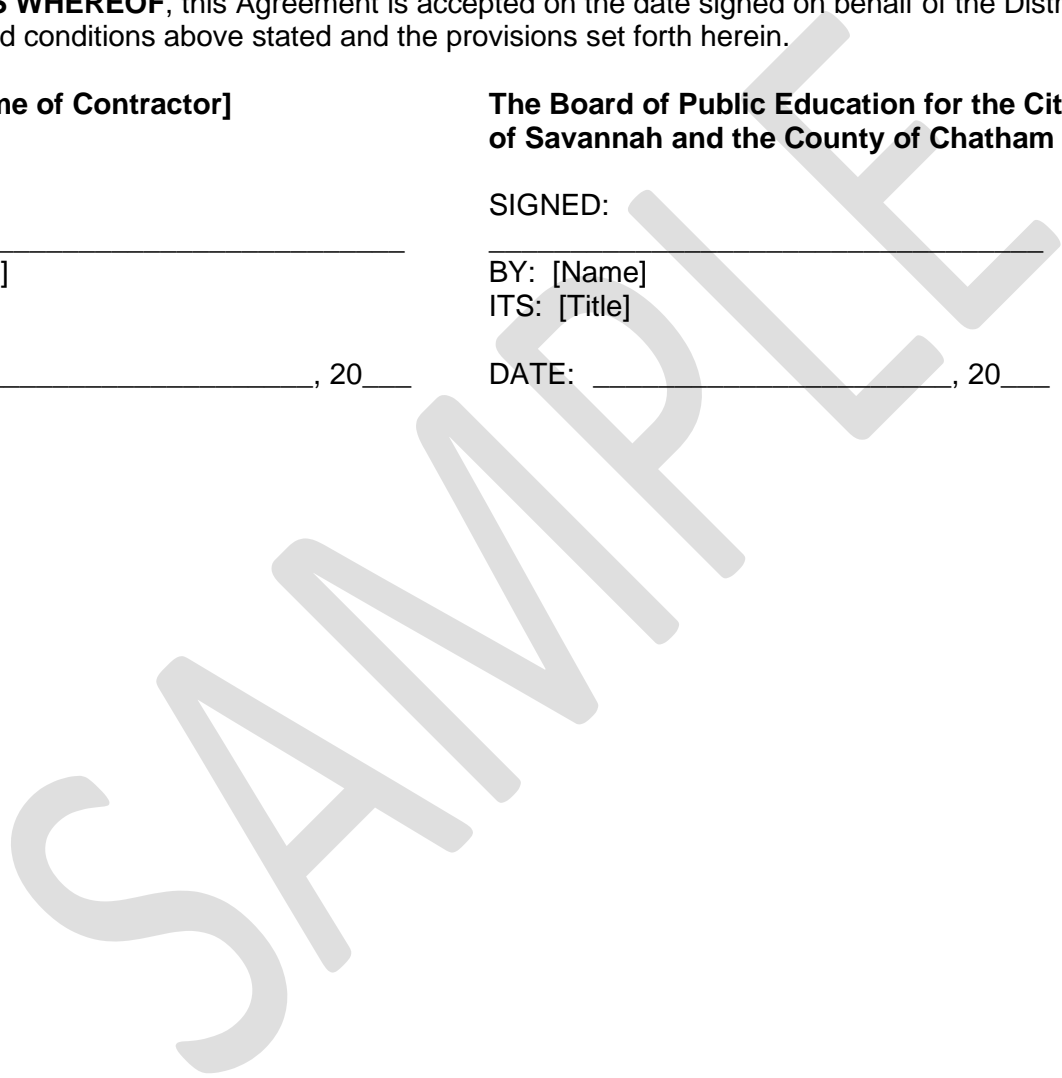 S WHEREOF, this Agreement is accepted on the date signed on behalf of the Distr
d conditions above stated and the provisions set forth herein.
me of Contractor]
The Board of Public Education for the Cit
of Savannah and the County of Chatham
SIGNED:
]
BY: [Name]
ITS: [Title]
____________________, 20___
DATE: ______________________, 20___
SAMPLE